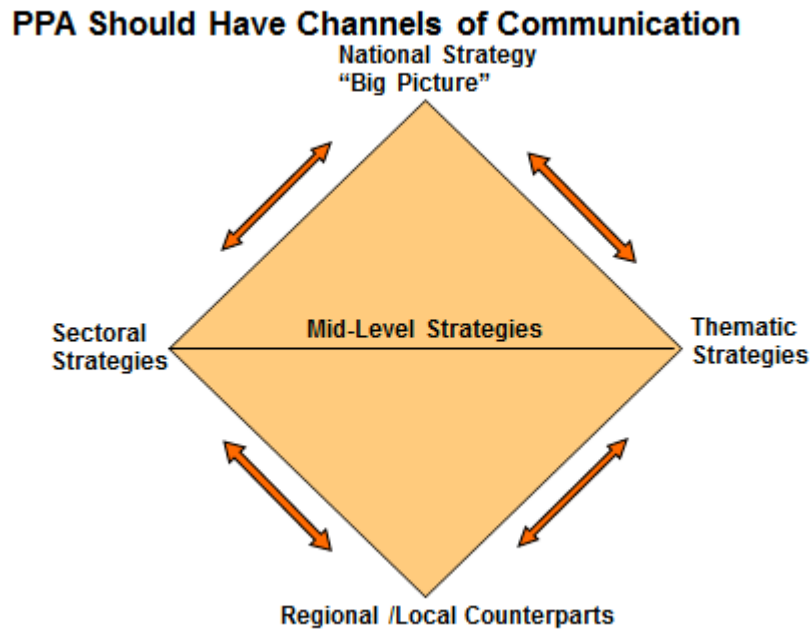 PPA Should Have Channels of Communication
National Strategy
“Big Picture”
Sectoral
Strategies
Mid-Level Strategies
Thematic
Strategies
Regional /Local Counterparts